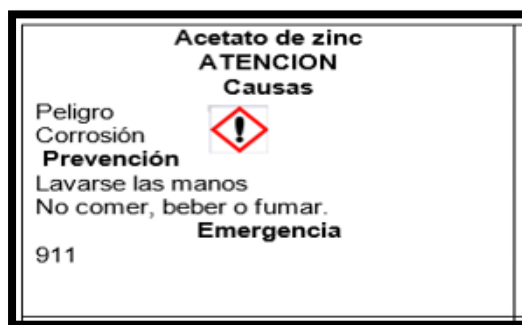 Acetato de zinc
ATENCION
Causas
Peligro
Corrosión
Prevención
Lavarse las manos
No comer, beber o fumar.
Emergencia
911